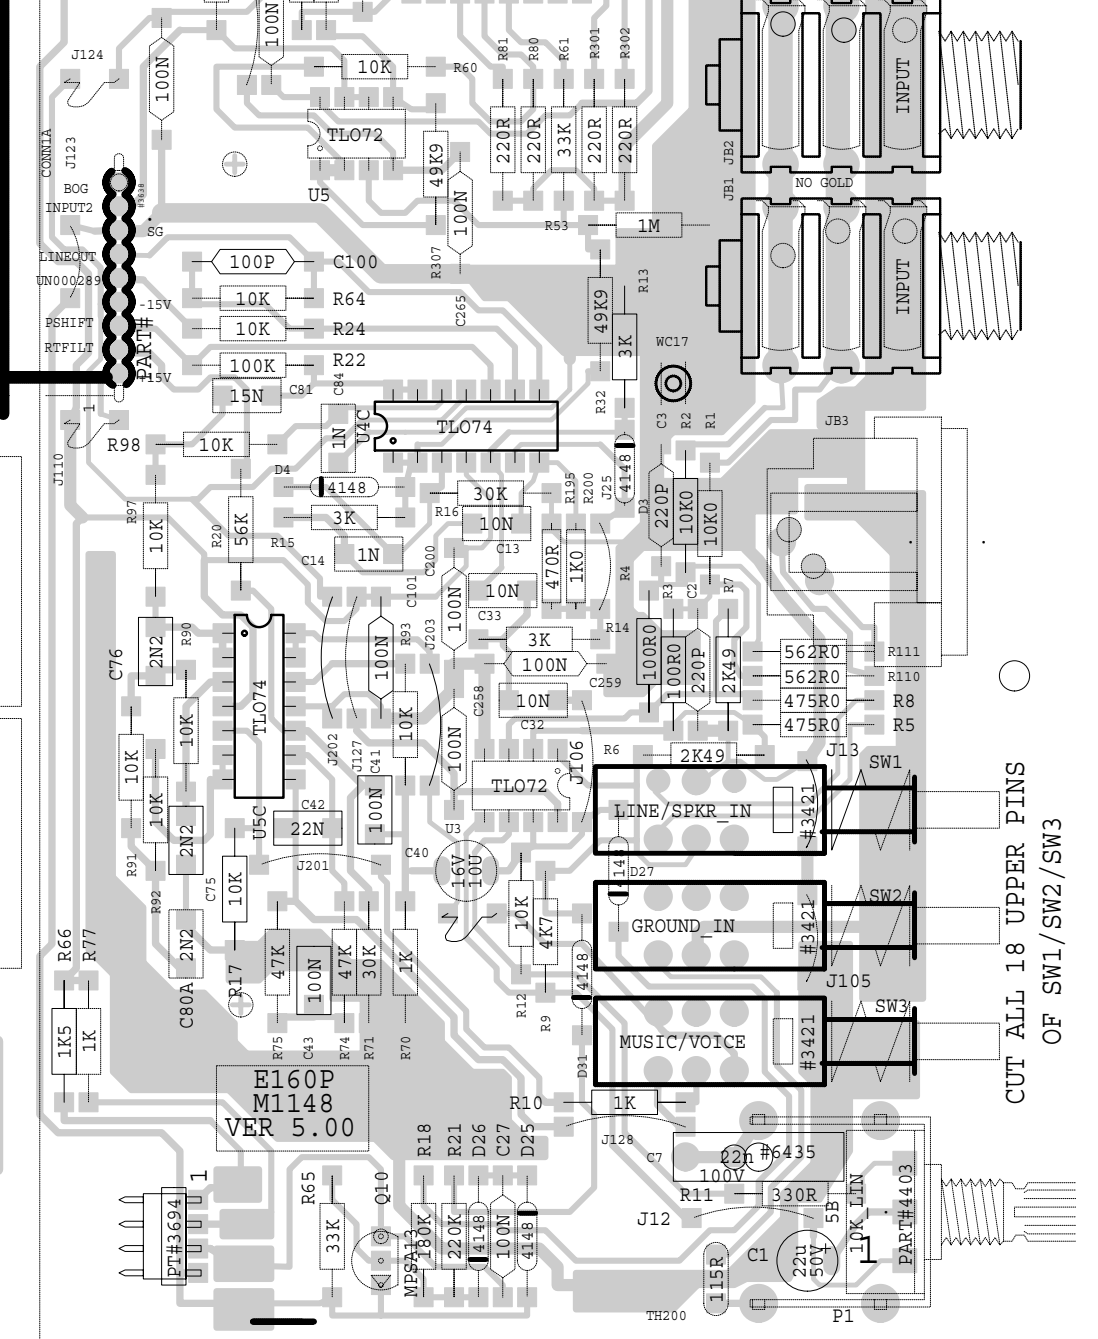 J124
100N
100N
10K
R60
R81
R80
R61
R301
R302
220R
220R
33K
220R
220R
TLO72
U5
49K9
100N
R307
C265
JB2
INPUT
NO GOLD
JB1
INPUT
CONN1A
J123
BOG
INPUT2
#3638
SG
LINEOUT
UN000289
-15V
PSHIFT
RTFILT
+15V
PART#
1
R53
1M
R13
49K9
3K
R32
WC17
100P
C100
10K
R64
10K
R24
100K
R22
15N
C81
C84
1N
U4C
TLO74
C3
R2
R1
JB3
R98
10K
J110
D4
4148
3K
R15
30K
R16
10N
C13
R195
R200
J25
4148
D3
220P
10K0
10K0
R97
10K
R20
56K
C14
1N
C200
C101
100N
10N
C33
470R
1K0
R4
R3
C2
R7
R14
3K
100N
C259
100R0
100R0
220P
2K49
562R0
R111
562R0
R110
475R0
R8
475R0
R5
C76
2N2
R90
TLO74
100N
R93
J203
10K
C258
10N
C32
R6
2K49
J13
SW1
10K
10K
10K
J202
J127
C41
100N
TLO72
J106
LINE/SPKR_IN
#3421
U5C
C42
22N
100N
U3
R91
R92
2N2
C75
10K
J201
C40
16V
10U
10K
4K7
4148
D27
GROUND_IN
#3421
SW2
J105
R66
R77
2N2
C80A
R17
47K
100N
47K
30K
1K
R12
R9
4148
D31
MUSIC/VOICE
#3421
SW3
CUT ALL 18 UPPER PINS
OF SW1/SW2/SW3
1K5
1K
R75
C43
R74
R71
R70
E160P
M1148
VER 5.00
R10
1K
J128
C7
22n
100V
#6435
R11
330R
J12
5B
10K LIN
PART#4403
1
R65
33K
Q10
MPSA13
R18
R21
D26
C27
D25
180K
220K
4148
100N
4148
PT#3694
1
C1
22u
50V
+
115R
TH200
P1